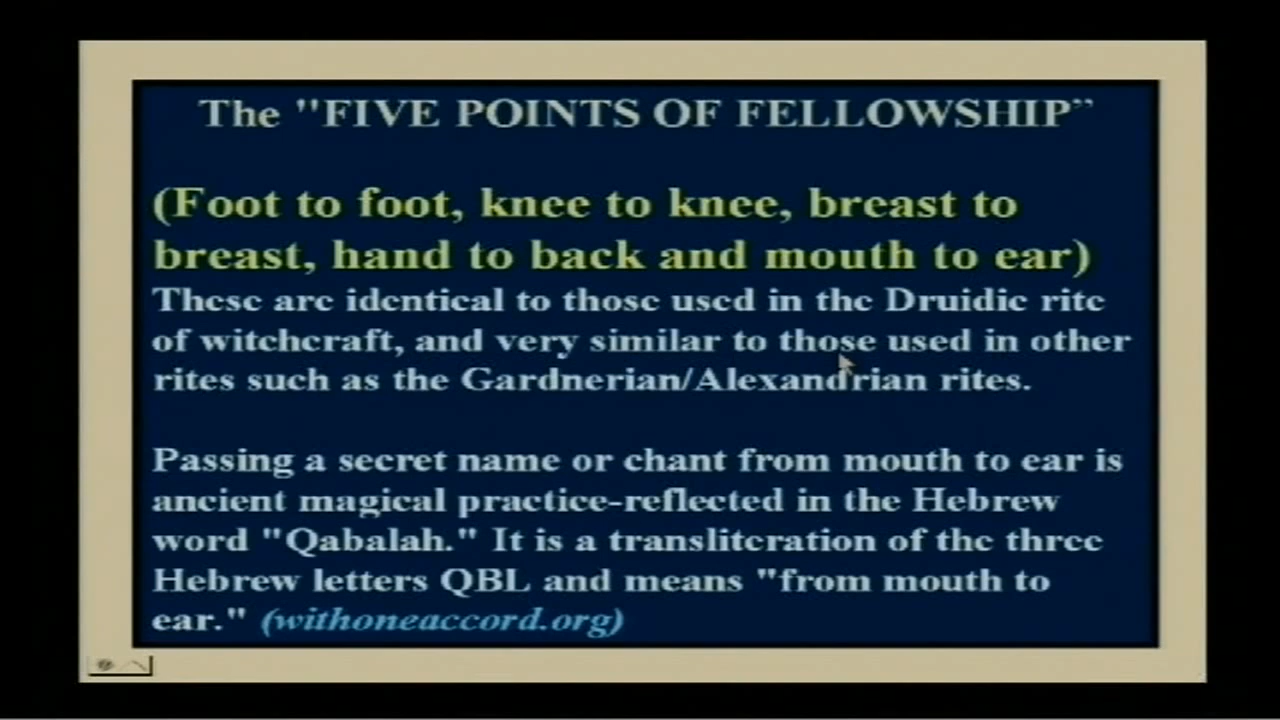 The "FIVE POINTS OF FELLOWSHIP”
(Foot to foot, knee to knee, breast to
breast, hand to back and mouth to ear)
These are identical to those used in the Druidic rite
of witchcraft, and very similar to those used in other
rites such as the Gardnerian/Alexandrian rites.
Passing a secret name or chant from mouth to ear is
ancient magical practice-reflected in the Hebrew
word "Qabalah." It is a transliteration of the three
Hebrew letters QBL and means "from mouth to
ear." (withoneaccord.org)